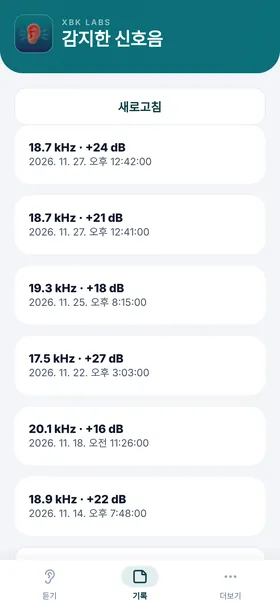 XBK LABS
감지한 신호음
새로고침
18.7 kHz · +24 dB
2026. 11. 27. 오후 12:42:00
18.7 kHz · +21 dB
2026. 11. 27. 오후 12:41:00
19.3 kHz · +18 dB
2026. 11. 25. 오후 8:15:00
17.5 kHz · +27 dB
2026. 11. 22. 오후 3:03:00
20.1 kHz · +16 dB
2026. 11. 18. 오전 11:26:00
18.9 kHz · +22 dB
2026. 11. 14. 오후 7:48:00
듣기
기록
더보기